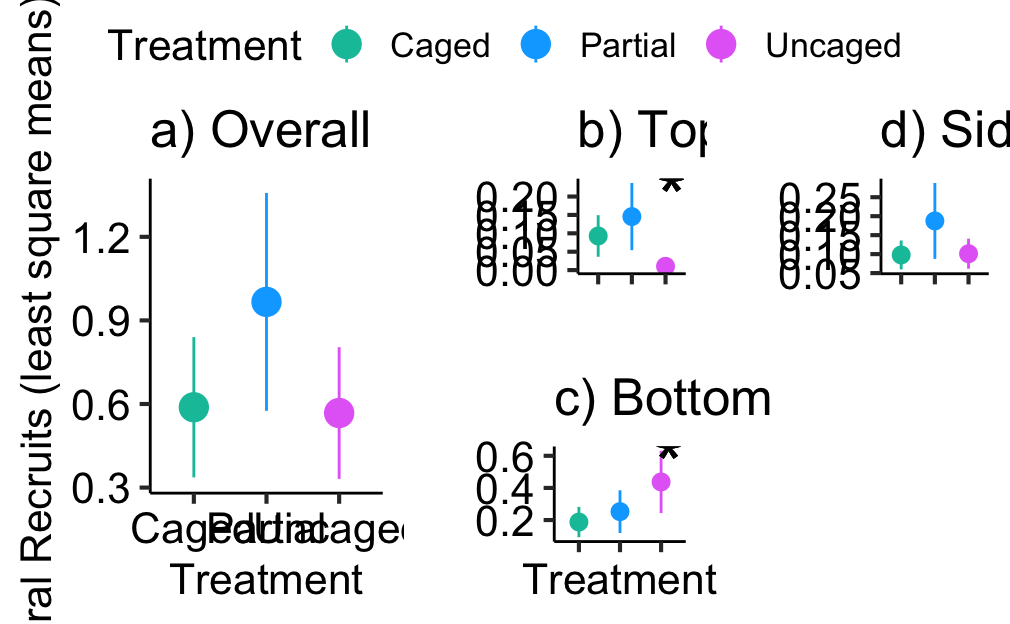 Treatment Caged Partial Uncaged
ral Recruits (least square means)
a) Overall
1.2
0.9
0.6
0.3
Caged Partial Uncaged
Treatment
b) Top
0.20
0.15
0.10
0.05
0.00
*
d) Sid
0.25
0.20
0.15
0.10
0.05
c) Bottom
0.6
0.4
0.2
*
Treatment